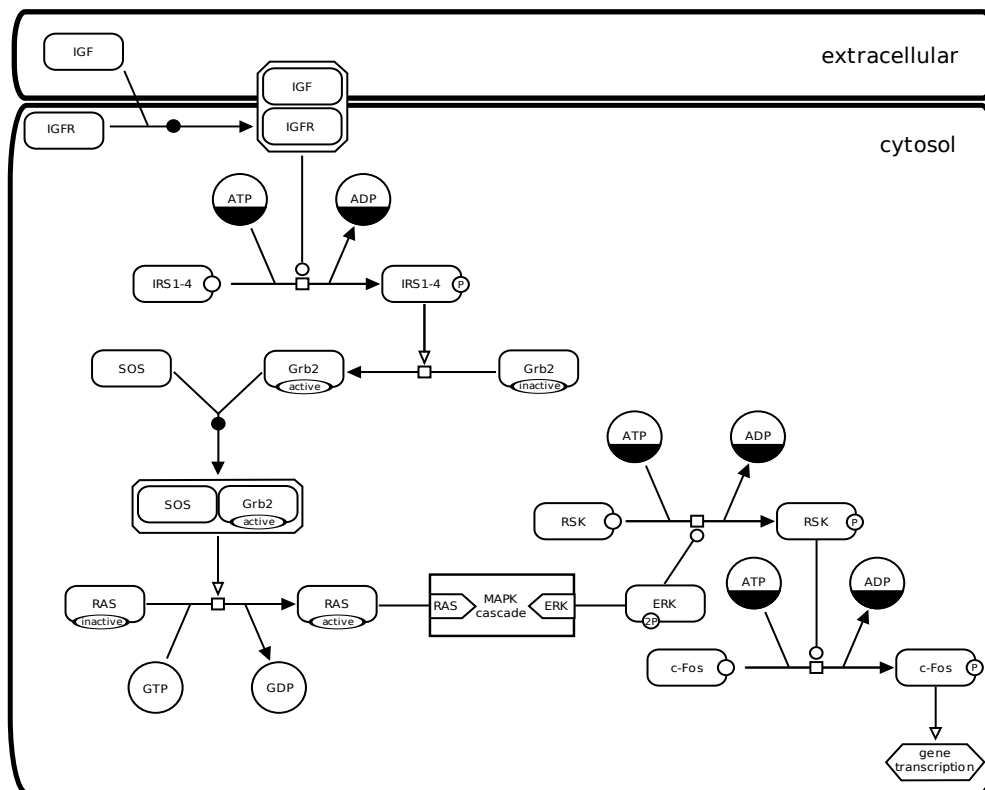 IGF
extracellular
IGF
IGFR
IGFR
cytosol
ATP
ADP
IRS1-4
IRS1-4
P
SOS
Grb2
active
Grb2
inactive
ATP
ADP
SOS
Grb2
active
RSK
RSK
P
ATP
ADP
RAS
inactive
RAS
active
RAS
MAPK
cascade
ERK
ERK
2P
c-Fos
c-Fos
P
GTP
GDP
gene
transcription